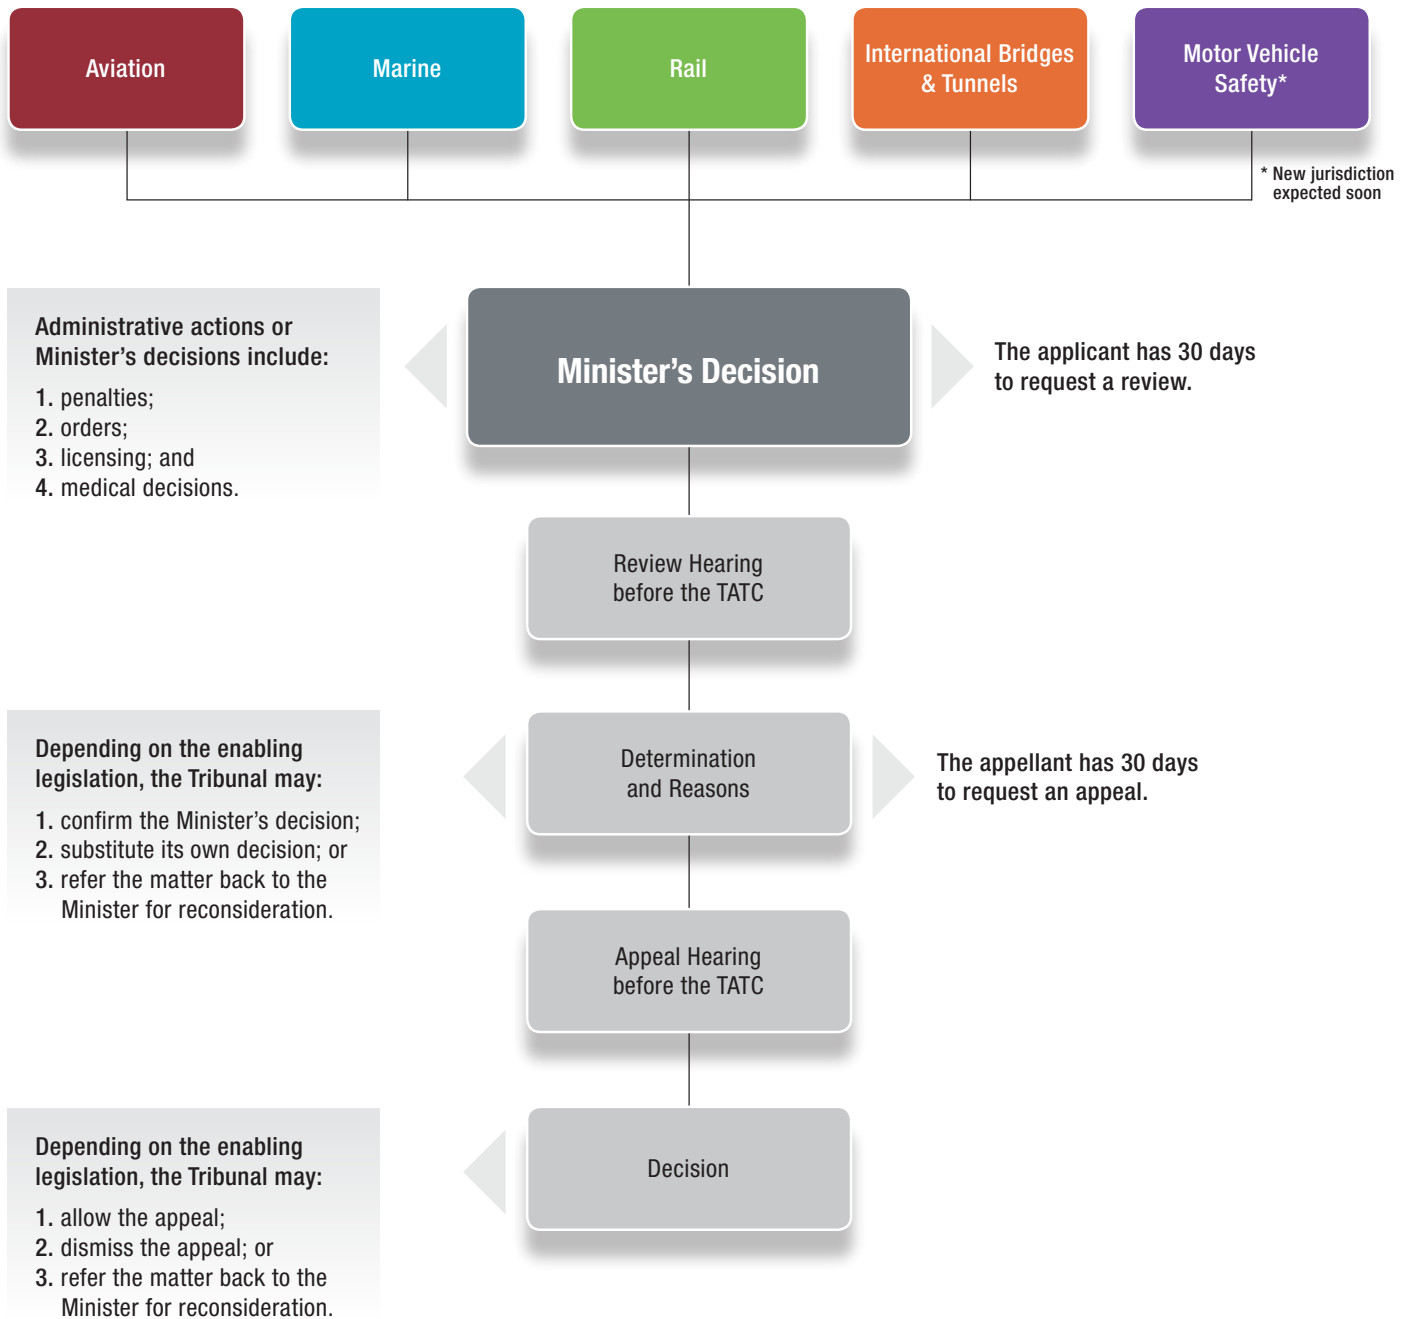 Aviation
Marine
Rail
International Bridges
& Tunnels
Motor Vehicle
Safety*
* New jurisdiction
expected soon
Administrative actions or
Minister’s decisions include:
1. penalties;
2. orders;
3. licensing; and
4. medical decisions.
Minister’s Decision
The applicant has 30 days
to request a review.
Review Hearing
before the TATC
Depending on the enabling
legislation, the Tribunal may:
1. confirm the Minister’s decision;
2. substitute its own decision; or
3. refer the matter back to the
Minister for reconsideration.
Determination
and Reasons
The appellant has 30 days
to request an appeal.
Appeal Hearing
before the TATC
Depending on the enabling
legislation, the Tribunal may:
1. allow the appeal;
2. dismiss the appeal; or
3. refer the matter back to the
Minister for reconsideration.
Decision